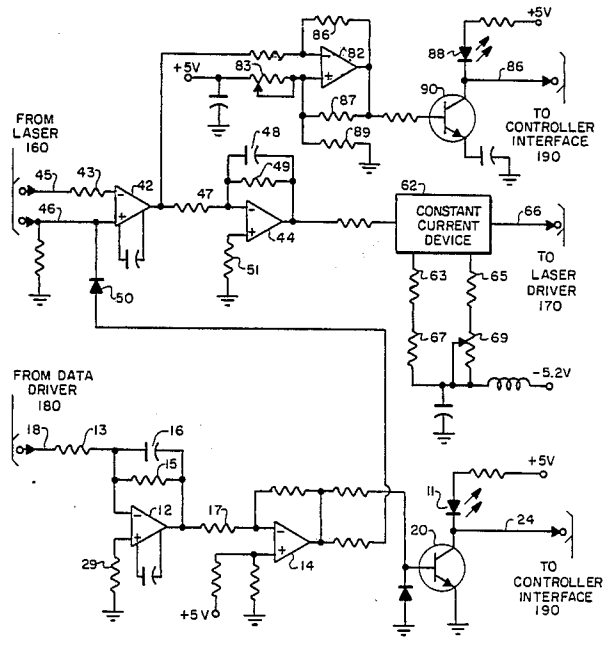 86
+5V
88
82
83
+5V
86
90
87
89
TO
CONTROLLER
INTERFACE
190
FROM
LASER
160
45
43
42
46
47
48
49
44
51
50
62
CONSTANT
CURRENT
DEVICE
66
TO
LASER
DRIVER
170
63
65
67
69
-5.2V
FROM DATA
DRIVER
180
18
13
16
15
12
29
17
14
+5V
+5V
11
24
20
TO
CONTROLLER
INTERFACE
190